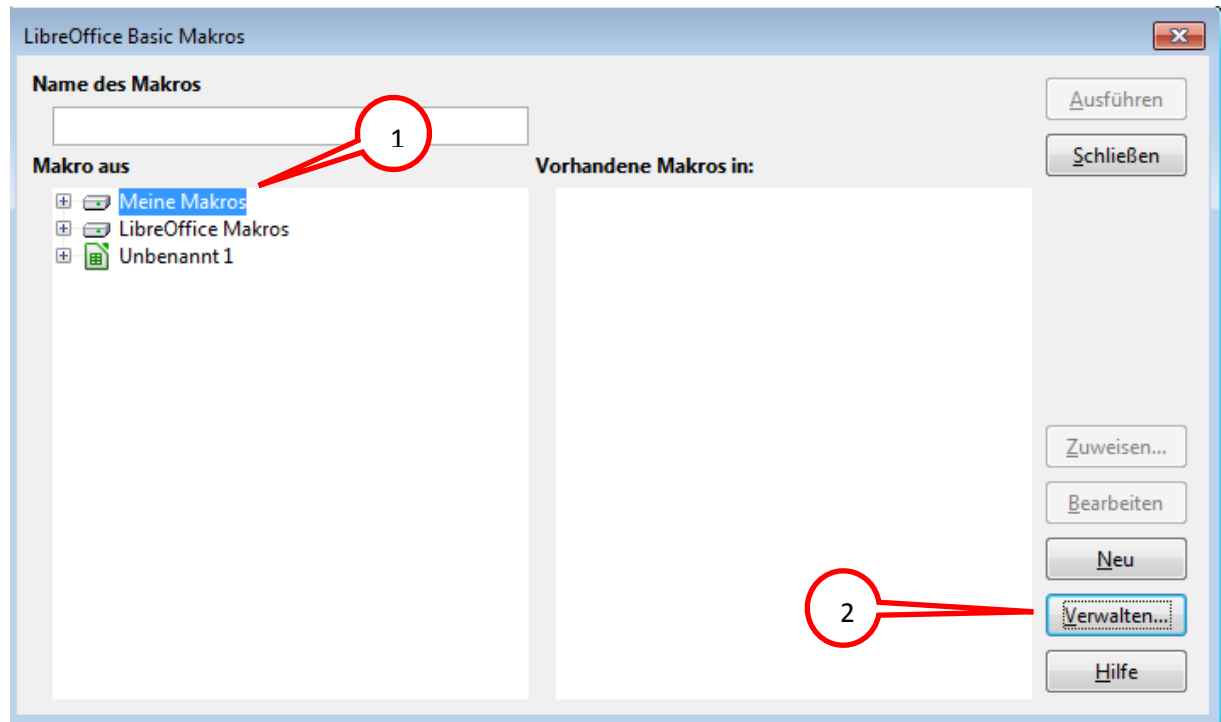 LibreOffice Basic Makros
Name des Makros
Ausführen
1
Schließen
Makro aus
Vorhandene Makros in:
Meine Makros
LibreOffice Makros
Unbenannt 1
Zuweisen...
Bearbeiten
Neu
2
Verwalten...
Hilfe